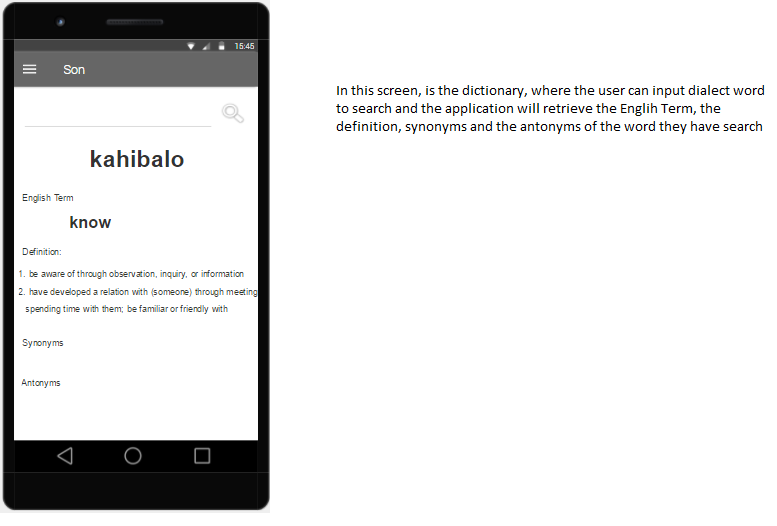 15:45
Son
kahibalo
English Term
know
Definition:
1. be aware of through observation, inquiry, or information
2. have developed a relation with (someone) through meeting
spending time with them; be familiar or friendly with
Synonyms
Antonyms
In this screen, is the dictionary, where the user can input dialect word
to search and the application will retrieve the Englih Term, the
definition, synonyms and the antonyms of the word they have search